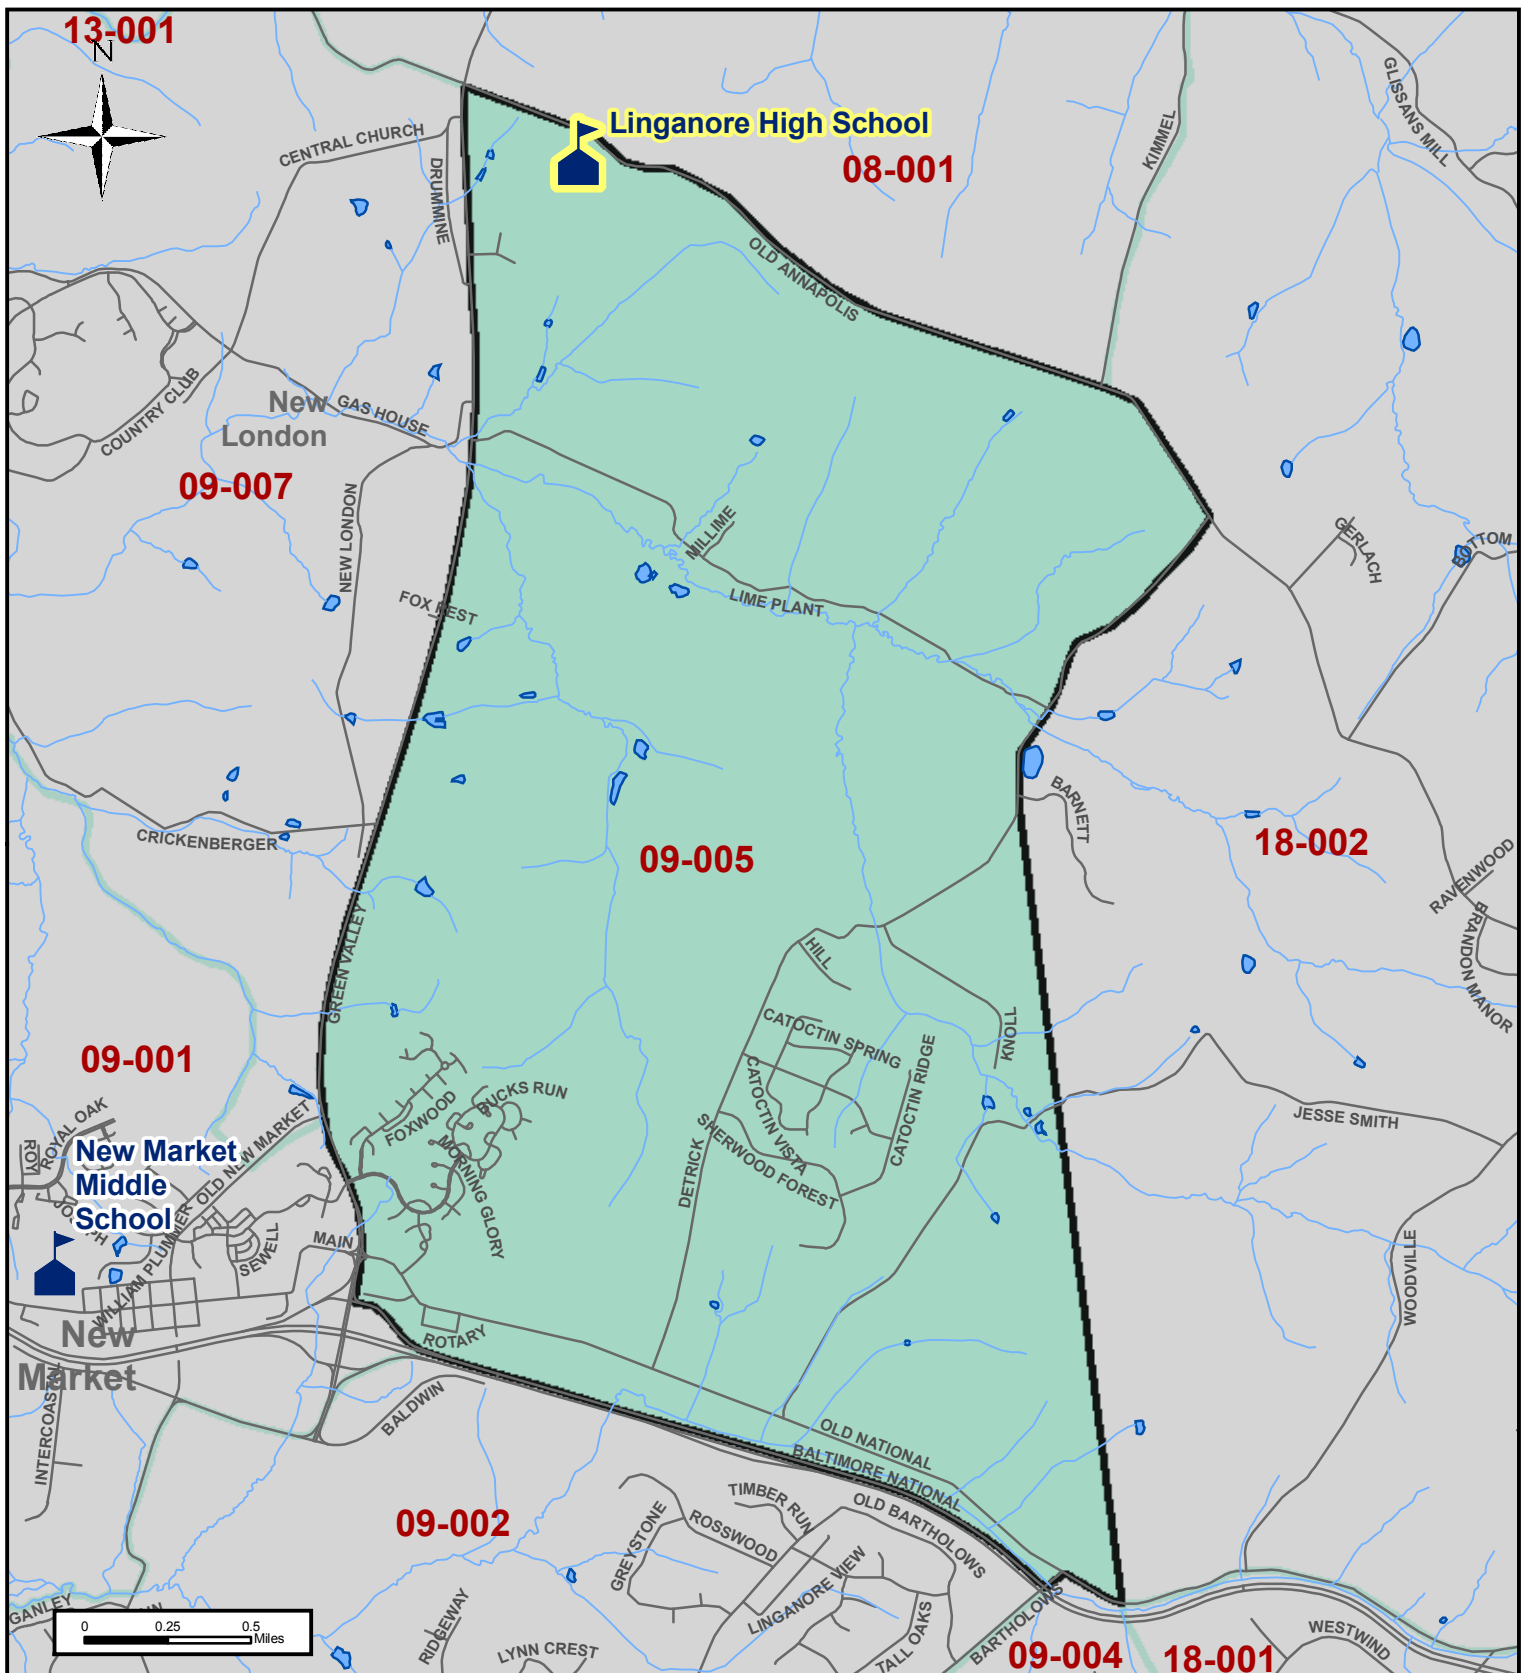 13-001
N
Linganore High School
08-001
GLISSANS MILL
KIMMEL
CENTRAL CHURCH
DRUMMINE
OLD ANNAPOLIS
COUNTRY CLUB
New
London
GAS HOUSE
09-007
NEW LONDON
MILLIME
GERLACH
BOTTOM
FOX REST
LIME PLANT
BARNETT
CRICKENBERGER
09-005
18-002
RAVENWOOD
BRANDON MANOR
GREEN VALLEY
HILL
CATOCTIN SPRING
KNOLL
CATOCTIN RIDGE
CATOCTIN VISTA
09-001
FOXWOOD
BUCKS RUN
MORNING GLORY
SHERWOOD FOREST
DETRICK
JESSE SMITH
ROYAL OAK
ROY
OLD NEW MARKET
New Market
Middle
School
JOSEPH
WILLIAM PLUMMER
SEWELL
MAIN
WOODVILLE
New
Market
ROTARY
INTERCOASTAL
BALDWIN
OLD NATIONAL
BALTIMORE NATIONAL
09-002
TIMBER RUN
OLD BARTHOLOWS
GREYSTONE
ROSSWOOD
LINGANORE VIEW
GANLEY
0 0.25 0.5
Miles
RIDGEWAY
LYNN CREST
TALL OAKS
BARTHOLOWS
09-004
18-001
WESTWIND